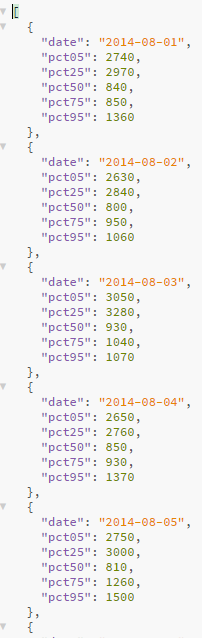 [
{
"date": "2014-08-01",
"pct05": 2740,
"pct25": 2970,
"pct50": 840,
"pct75": 850,
"pct95": 1360
},
{
"date": "2014-08-02",
"pct05": 2630,
"pct25": 2840,
"pct50": 800,
"pct75": 950,
"pct95": 1060
},
{
"date": "2014-08-03",
"pct05": 3050,
"pct25": 3280,
"pct50": 930,
"pct75": 1040,
"pct95": 1070
},
{
"date": "2014-08-04",
"pct05": 2650,
"pct25": 2760,
"pct50": 850,
"pct75": 930,
"pct95": 1370
},
{
"date": "2014-08-05",
"pct05": 2750,
"pct25": 3000,
"pct50": 810,
"pct75": 1260,
"pct95": 1500
},
{